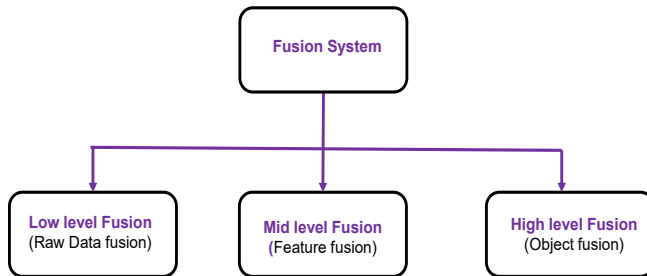 Fusion System
Low level Fusion
(Raw Data fusion)
Mid level Fusion
(Feature fusion)
High level Fusion
(Object fusion)